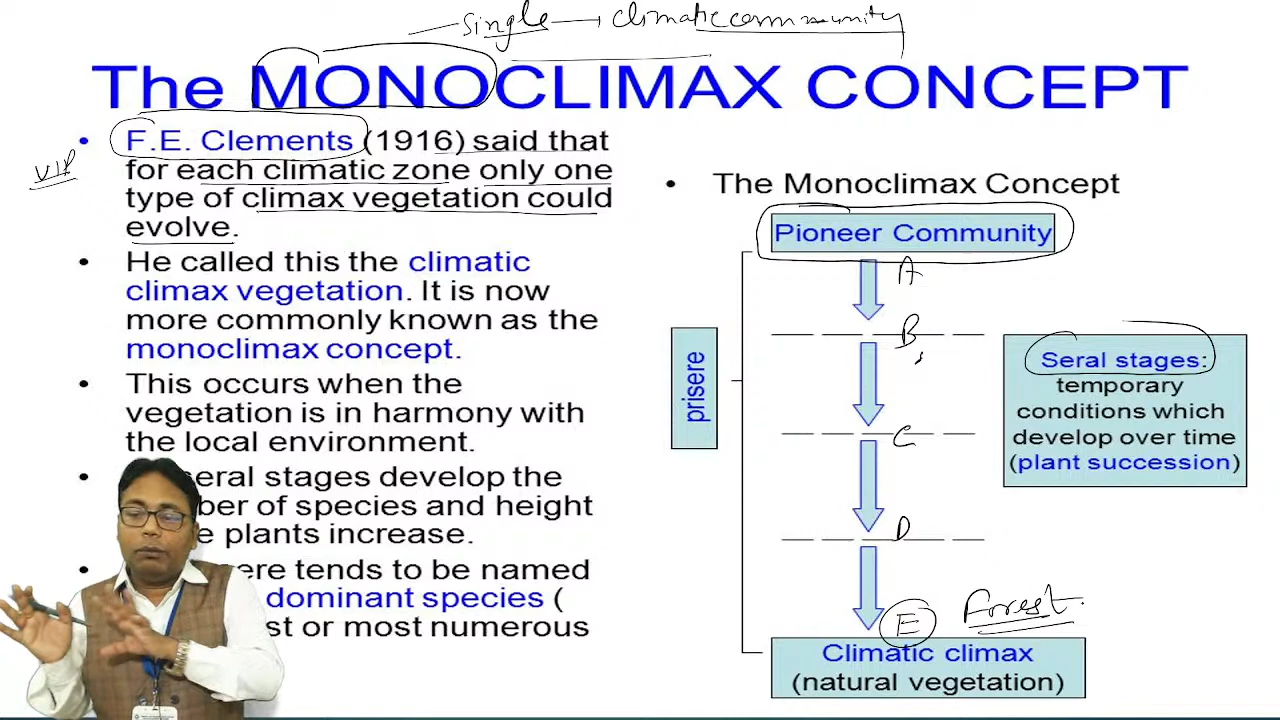 single → climatic community
The MONOCLIMAX CONCEPT
VIP
• F.E. Clements (1916) said that
for each climatic zone only one
type of climax vegetation could
evolve.
• He called this the climatic
climax vegetation. It is now
more commonly known as the
monoclimax concept.
• This occurs when the
vegetation is in harmony with
the local environment.
• seral stages develop the
of species and height
plants increase.
• tends to be named
dominant species (
or most numerous
• The Monoclimax Concept
Pioneer Community
A
B
C
D
E Forest.
prisere
Seral stages:
temporary
conditions which
develop over time
(plant succession)
Climatic climax
(natural vegetation)